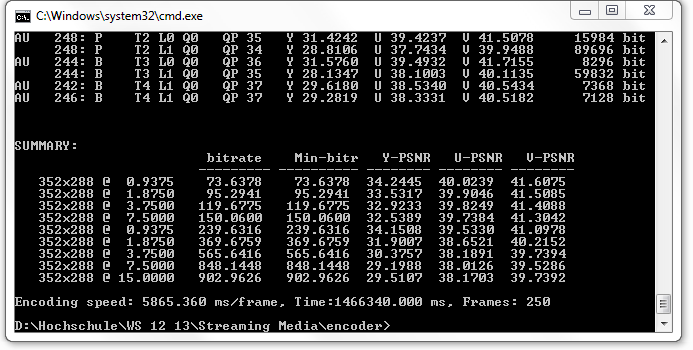 C:\Windows\system32\cmd.exe
AU 248: P T2 L0 Q0 QP 35 Y 31.4242 U 39.4237 V 41.5078 15984 bit
248: P T2 L1 Q0 QP 34 Y 28.8106 U 37.7434 V 39.9488 89696 bit
AU 244: B T3 L0 Q0 QP 36 Y 31.5760 U 39.4932 V 41.7155 8296 bit
244: B T3 L1 Q0 QP 35 Y 28.1347 U 38.1003 V 40.1135 59832 bit
AU 242: B T4 L1 Q0 QP 37 Y 29.6180 U 38.5340 V 40.5434 7368 bit
AU 246: B T4 L1 Q0 QP 37 Y 29.2819 U 38.3331 V 40.5182 7128 bit
SUMMARY:
bitrate Min-bitr Y-PSNR U-PSNR V-PSNR
352x288 @ 0.9375 73.6378 73.6378 34.2445 40.0239 41.6075
352x288 @ 1.8750 95.2941 95.2941 33.5317 39.9046 41.5085
352x288 @ 3.7500 119.6775 119.6775 32.9233 39.8249 41.4088
352x288 @ 7.5000 150.0600 150.0600 32.5389 39.7384 41.3042
352x288 @ 0.9375 239.6316 239.6316 34.1508 39.5330 41.0978
352x288 @ 1.8750 369.6759 369.6759 31.9007 38.6521 40.2152
352x288 @ 3.7500 565.6416 565.6416 30.3757 38.1891 39.7394
352x288 @ 7.5000 848.1448 848.1448 29.1988 38.0126 39.5286
352x288 @ 15.0000 902.9626 902.9626 29.5107 38.1703 39.7392
Encoding speed: 5865.360 ms/frame, Time:1466340.000 ms, Frames: 250
D:\Hochschule\WS 12 13\Streaming Media\encoder>